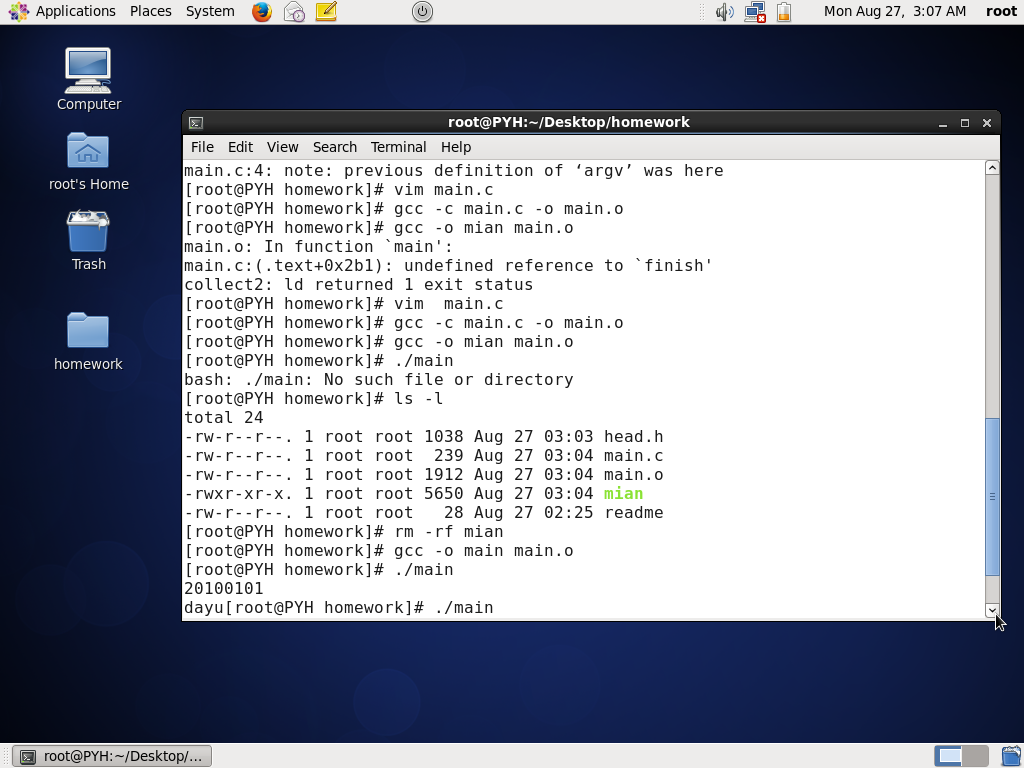 Applications Places System
Mon Aug 27, 3:07 AM root
Computer
root's Home
Trash
homework
root@PYH:~/Desktop/homework
File Edit View Search Terminal Help
main.c:4: note: previous definition of ‘argv’ was here
[root@PYH homework]# vim main.c
[root@PYH homework]# gcc -c main.c -o main.o
[root@PYH homework]# gcc -o mian main.o
main.o: In function `main':
main.c:(.text+0x2b1): undefined reference to `finish'
collect2: ld returned 1 exit status
[root@PYH homework]# vim  main.c
[root@PYH homework]# gcc -c main.c -o main.o
[root@PYH homework]# gcc -o mian main.o
[root@PYH homework]# ./main
bash: ./main: No such file or directory
[root@PYH homework]# ls -l
total 24
-rw-r--r--. 1 root root 1038 Aug 27 03:03 head.h
-rw-r--r--. 1 root root  239 Aug 27 03:04 main.c
-rw-r--r--. 1 root root 1912 Aug 27 03:04 main.o
-rwxr-xr-x. 1 root root 5650 Aug 27 03:04 mian
-rw-r--r--. 1 root root   28 Aug 27 02:25 readme
[root@PYH homework]# rm -rf mian
[root@PYH homework]# gcc -o main main.o
[root@PYH homework]# ./main
20100101
dayu[root@PYH homework]# ./main
root@PYH:~/Desktop/...